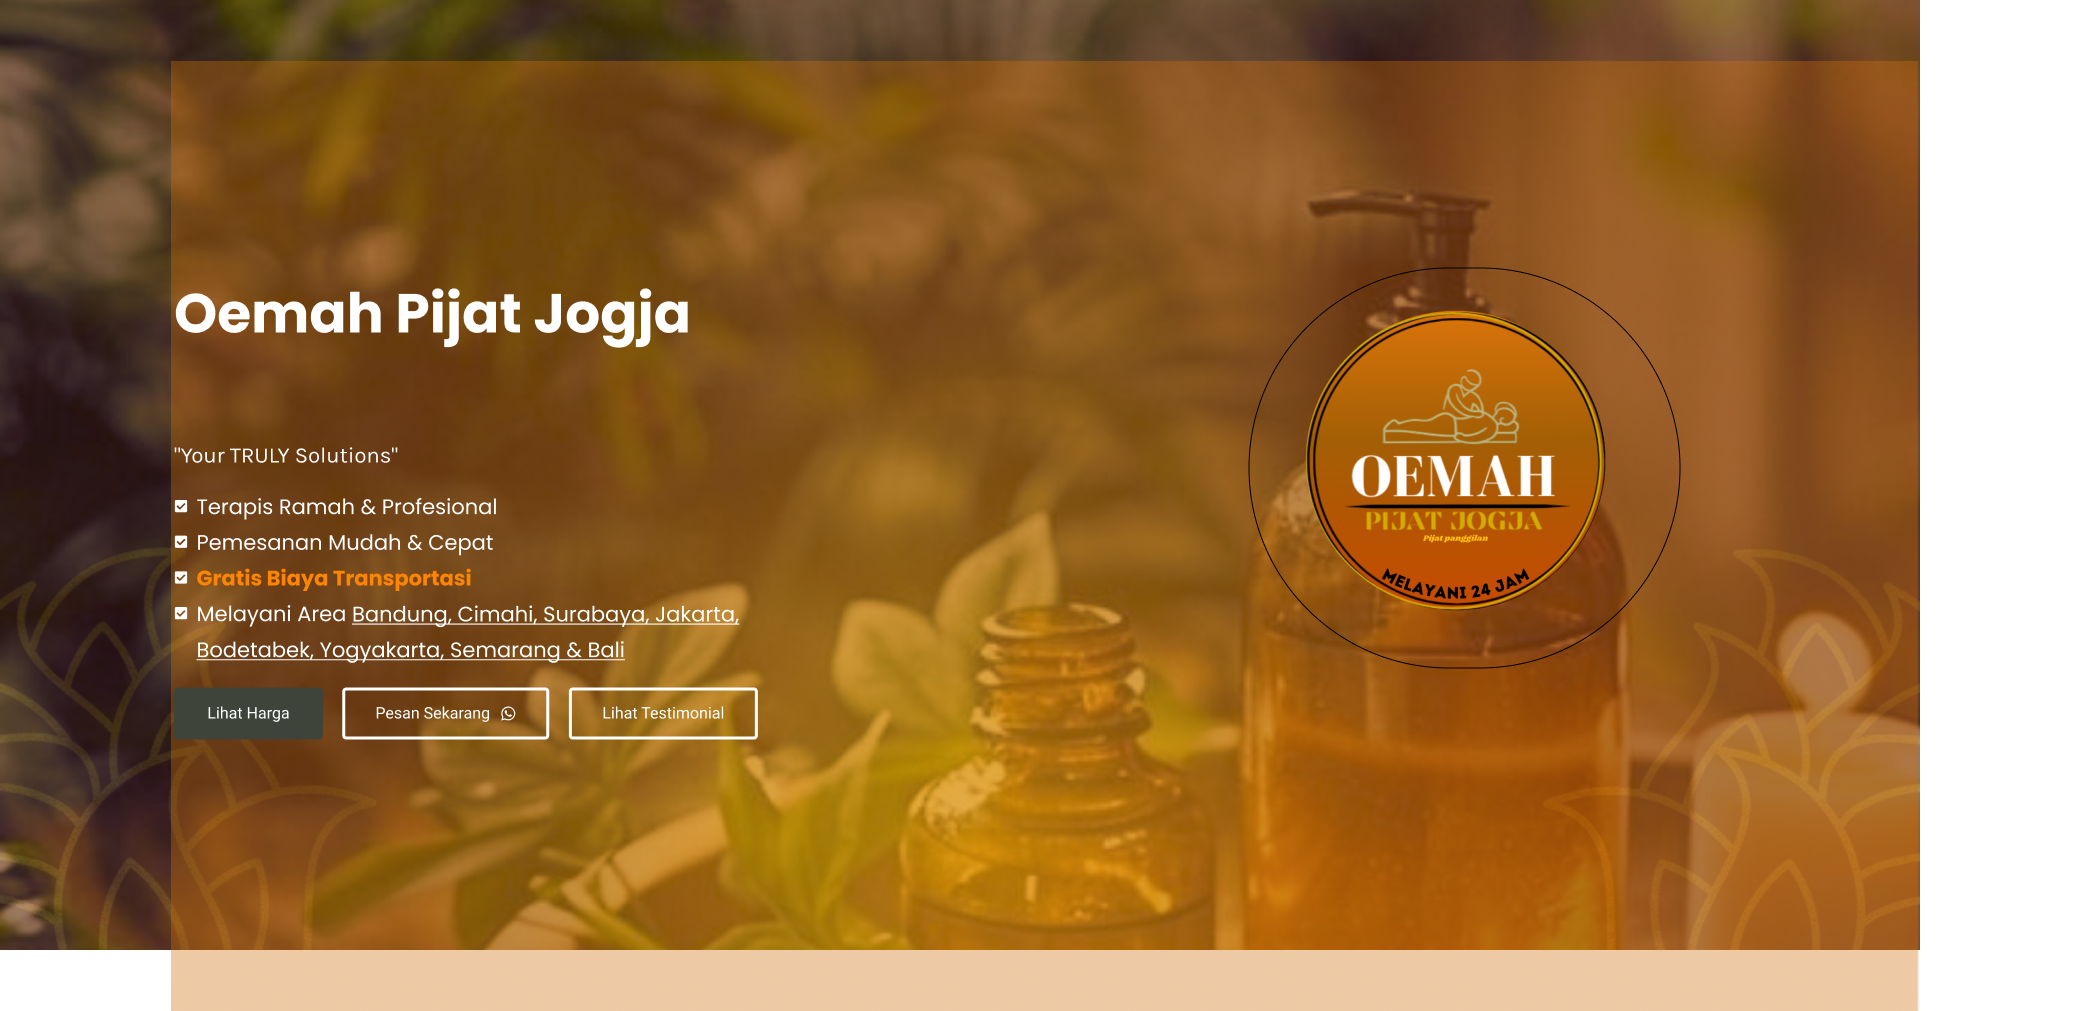 Oemah Pijat Jogja
"Your TRULY Solutions"
Terapis Ramah & Profesional
Pemesanan Mudah & Cepat
Gratis Biaya Transportasi
Melayani Area Bandung, Cimahi, Surabaya, Jakarta,
Bodetabek, Yogyakarta, Semarang & Bali
Lihat Harga
Pesan Sekarang
Lihat Testimonial
OEMAH
PIJAT JOGJA
Pijat panggilan
MELAYANI 24 JAM